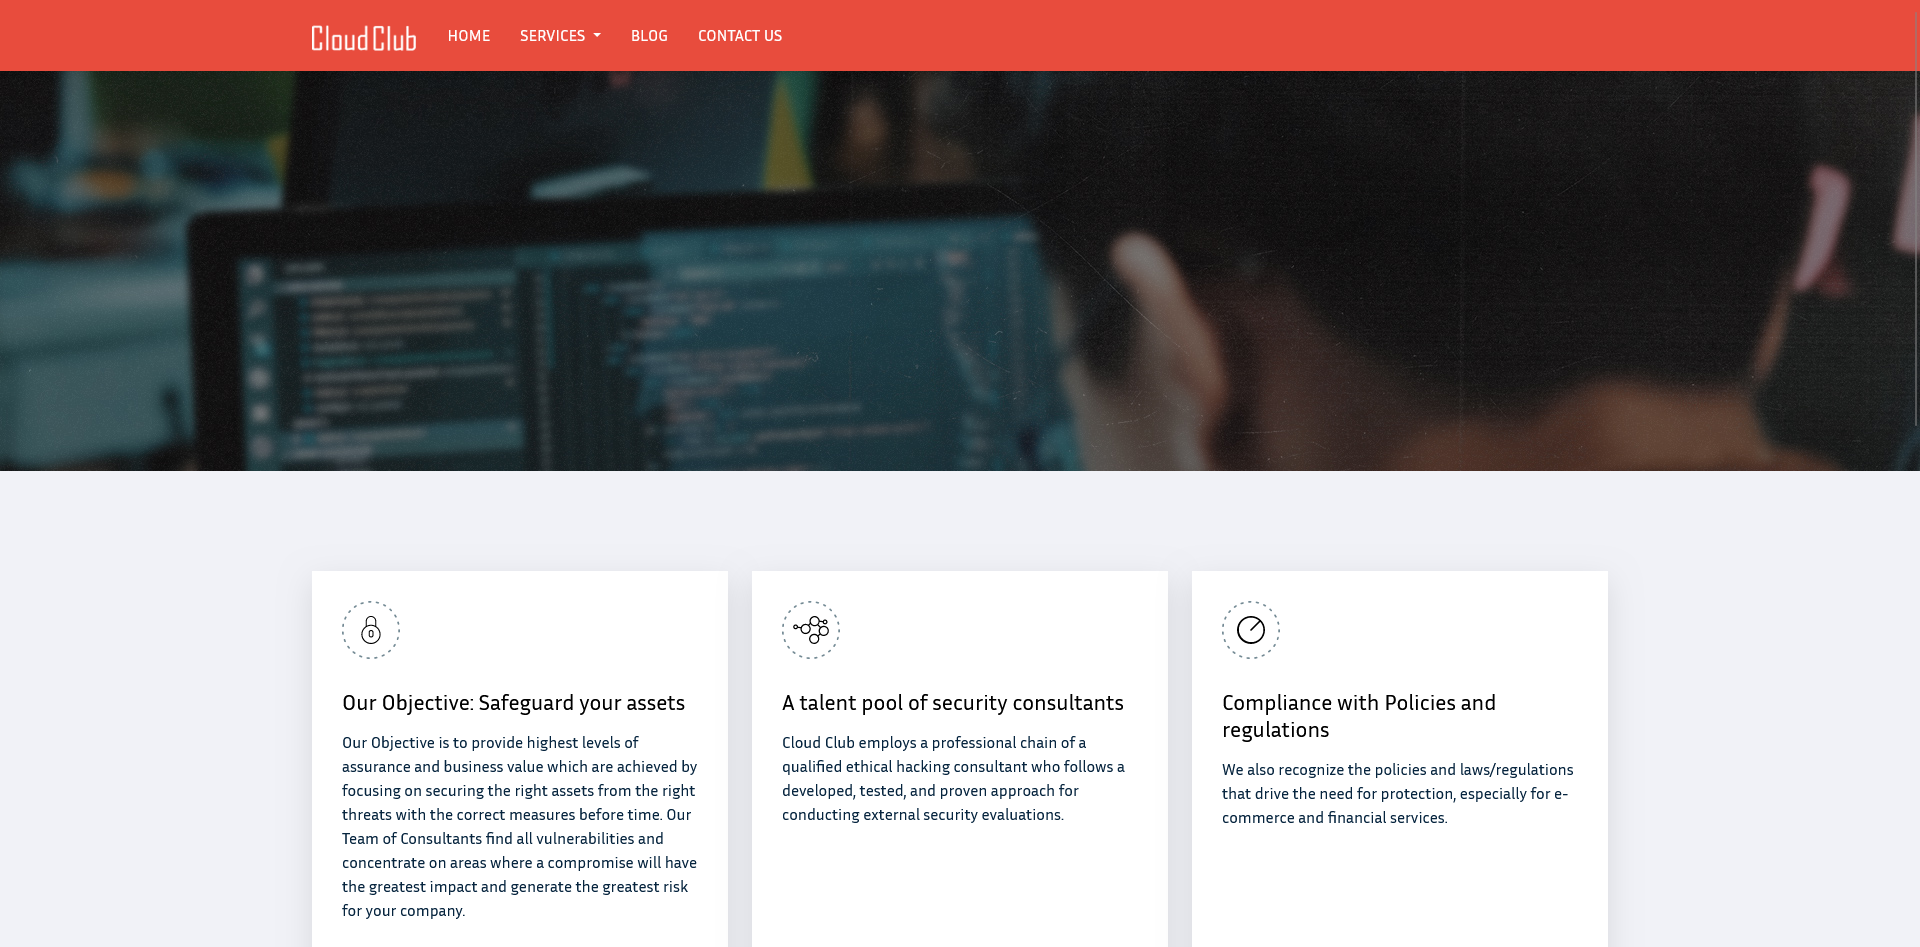 Cloud Club HOME SERVICES BLOG CONTACT US
Our Objective: Safeguard your assets
Our Objective is to provide highest levels of
assurance and business value which are achieved by
focusing on securing the right assets from the right
threats with the correct measures before time. Our
Team of Consultants find all vulnerabilities and
concentrate on areas where a compromise will have
the greatest impact and generate the greatest risk
for your company.
A talent pool of security consultants
Cloud Club employs a professional chain of a
qualified ethical hacking consultant who follows a
developed, tested, and proven approach for
conducting external security evaluations.
Compliance with Policies and
regulations
We also recognize the policies and laws/regulations
that drive the need for protection, especially for e-
commerce and financial services.